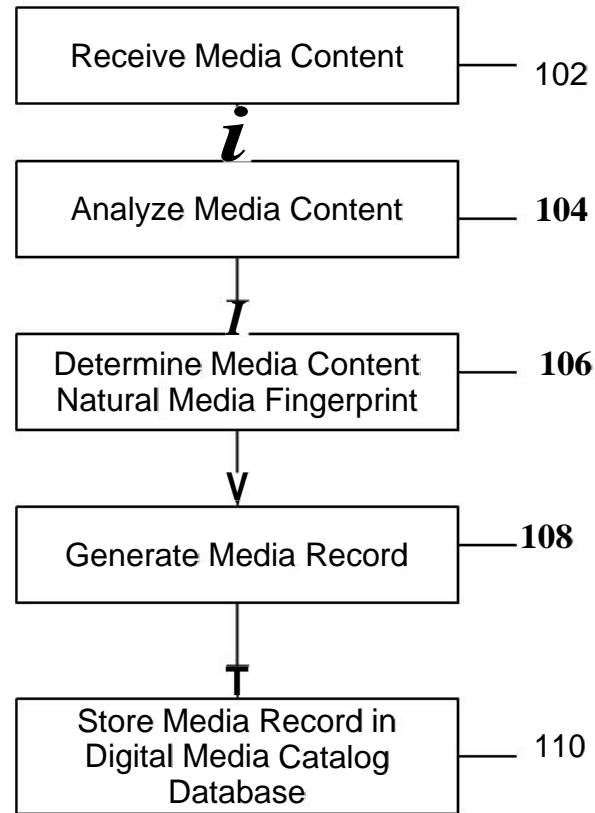 Receive Media Content
102
i
Analyze Media Content
104
I
Determine Media Content
Natural Media Fingerprint
106
V
Generate Media Record
108
T
Store Media Record in
Digital Media Catalog
Database
110